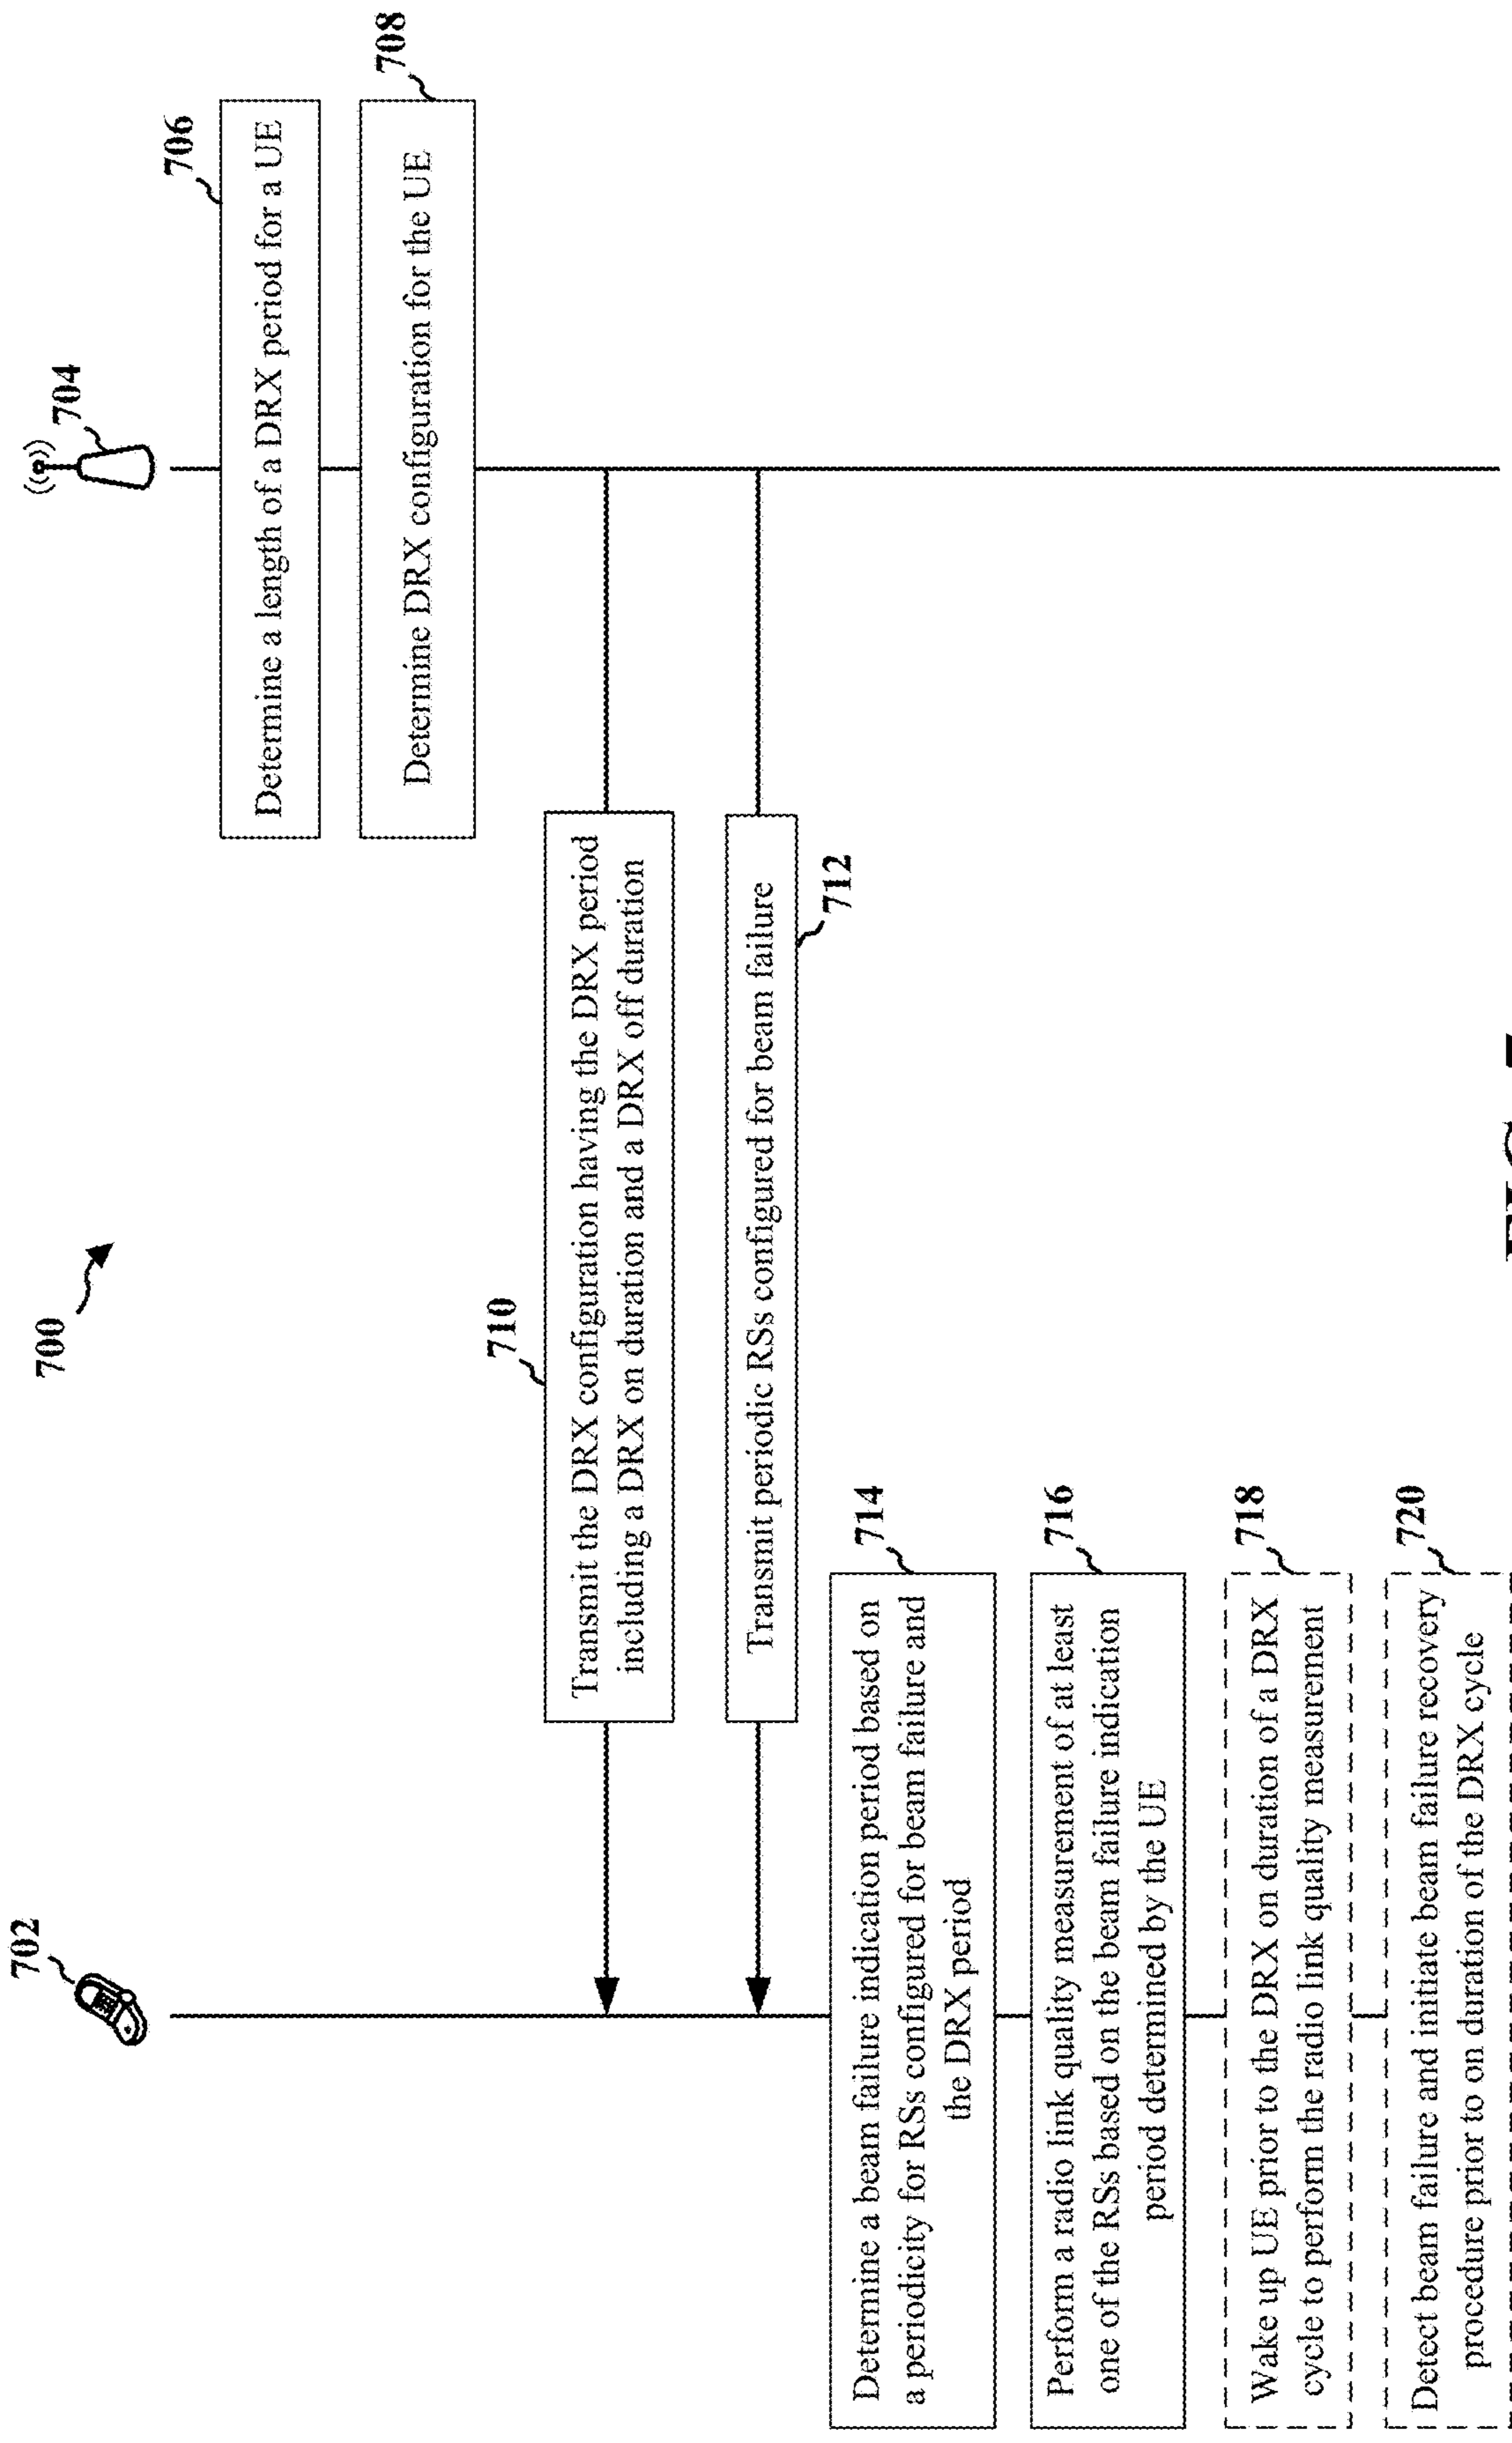 700
702
704
706
Determine a length of a DRX period for a UE
708
Determine DRX configuration for the UE
710
Transmit the DRX configuration having the DRX period
including a DRX on duration and a DRX off duration
Transmit periodic RSs configured for beam failure
712
714
Determine a beam failure indication period based on
a periodicity for RSs configured for beam failure and
the DRX period
716
Perform a radio link quality measurement of at least
one of the RSs based on the beam failure indication
period determined by the UE
718
Wake up UE prior to the DRX on duration of a DRX
cycle to perform the radio link quality measurement
720
Detect beam failure and initiate beam failure recovery
procedure prior to on duration of the DRX cycle